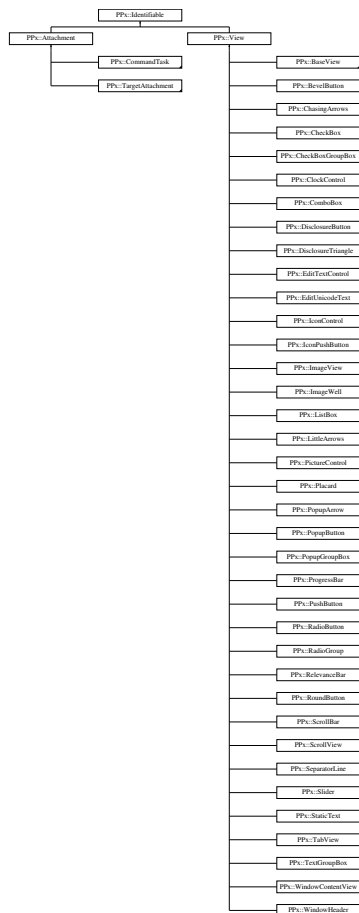 PPx::Identifiable
PPx::Attachment
PPx::View
PPx::CommandTask
PPx::BaseView
PPx::TargetAttachment
PPx::BevelButton
PPx::ChasingArrows
PPx::CheckBox
PPx::CheckBoxGroupBox
PPx::ClockControl
PPx::ComboBox
PPx::DisclosureButton
PPx::DisclosureTriangle
PPx::EditTextControl
PPx::EditUnicodeText
PPx::IconControl
PPx::IconPushButton
PPx::ImageView
PPx::ImageWell
PPx::ListBox
PPx::LittleArrows
PPx::PictureControl
PPx::Placard
PPx::PopupArrow
PPx::PopupButton
PPx::PopupGroupBox
PPx::ProgressBar
PPx::PushButton
PPx::RadioButton
PPx::RadioGroup
PPx::RelevanceBar
PPx::RoundButton
PPx::ScrollBar
PPx::ScrollView
PPx::SeparatorLine
PPx::Slider
PPx::StaticText
PPx::TabView
PPx::TextGroupBox
PPx::WindowContentView
PPx::WindowHeader